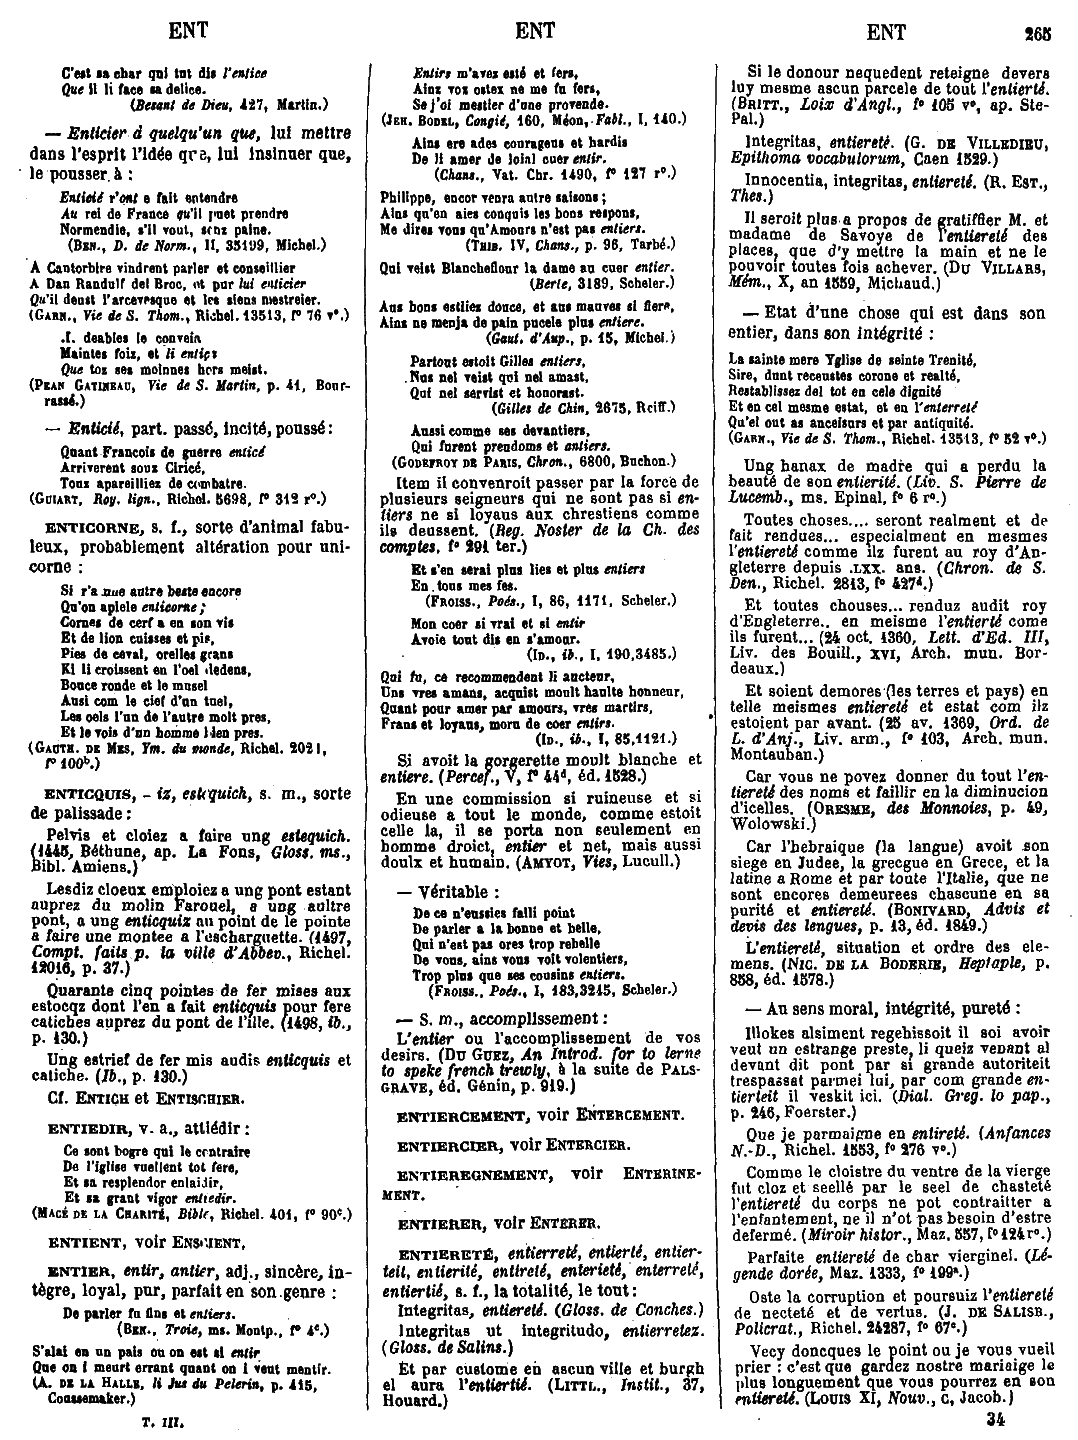 ENT
ENT
ENT
265
C'est sa char qui tut dis l'entice
Que il li face sa delice.
(Besant de Dieu, 427, Martin.)
— Enticier a quelqu'un que, lui mettre
dans l'esprit l'idée que, lui insinuer que,
le pousser à :
Enticié r'ont e fait entendre
Au rei de France qu'il puet prendre
Normendie, s'il vout, senz paine.
(BEN., D. de Norm., II, 35199, Michel.)
A Cantorbire vindrent parler et conseillier
A Dan Randulf del Broc, et pur lui enticier
Qu'il deust l'arcevesque et les siens mestreier.
(GARN., Vie de S. Thom., Richel. 13513, f° 76 v°.)
.I. deables le convein
Maintes foiz, et li entiçt
Que toz ses moinnes hors meist.
(PEAN GATINEAU, Vie de S. Martin, p. 41, Bour-
rassé.)
— Enticié, part. passé, incité, poussé :
Quant Francois de guerre enticé
Arriverent souz Ciricé,
Touz apareilliez de combatre.
(GUIART, Roy. lign., Richel. 5698, f° 312 r°.)
ENTICORNE, s. f., sorte d'animal fabu-
leux, probablement altération pour uni-
corne :
Si r'a une autre beste encore
Qu'on aplele enticorne ;
Cornes de cerf a en son vis
Et de lion cuisses et pis,
Pies de ceval, orelles grans
Ki li croissent en l'oel dedens,
Bouce ronde et le musel
Ausi com le cief d'un tuel,
Les oels l'un de l'autre molt pres,
Et le vois d'un homme bien pres.
(GAUTH. DE MES, Ym. du monde, Richel. 2021,
f° 100b.)
ENTICQUIS, - iz, estequich, s. m., sorte
de palissade :
Pelvis et cloiez a faire ung estequich.
(1445, Béthune, ap. La Fons, Gloss. ms.,
Bibl. Amiens.)
Lesdiz cloeux emploiez a ung pont estant
auprez du molin Farouel, a ung aultre
pont, a ung enticquiz au point de le pointe
a faire une montee a l'escharguette. (1497,
Compt. faits p. la ville d'Abbev., Richel.
12016, p. 37.)
Quarante cinq pointes de fer mises aux
estocqz dont l'en a fait enticquis pour fere
catiches auprez du pont de l'ille. (1498, ib.,
p. 130.)
Ung estrief de fer mis audis enticquis et
catiche. (Ib., p. 130.)
Cf. ENTICH et ENTISCHIER.
ENTIEDIR, v. a., attiédir :
Ce sont bogre qui le contraire
De l'iglise vuellent tot fere,
Et sa resplendor enlaidir,
Et sa grant vigor entiedir.
(MACÉ DE LA CHARITÉ, Bible, Richel. 401, f° 90c.)
ENTIENT, voir ENSIENT.
ENTIER, entir, antier, adj., sincère, in-
tègre, loyal, pur, parfait en son genre :
De parler fu fins et entiers.
(BEN., Troie, ms. Montp., f° 4c.)
S'alai en un pais ou on est si entir
Que on i meurt errant quant on i veut mentir.
(A. DE LA HALLE, li Jus du Pelerin, p. 415,
Coussemaker.)
T. III.
Entirs m'avez esté et fers,
Ainz voz ostex ne me fu fers,
Se j'oi mestier d'une provende.
(JEH. BODEL, Congié, 160, Méon, Fabl., I, 140.)
Ains ere ades courageus et hardis
De li amer de loial cuer entir.
(Chans., Vat. Chr. 1490, f° 127 r°.)
Philippe, encor venra autre saisons ;
Ains qu'en aies conquis les bons respons,
Me dires vous qu'Amours n'est pas entiers.
(THIB. IV, Chans., p. 96, Tarbé.)
Qui veist Blancheflour la dame au cuer entier.
(Berte, 3189, Scheler.)
Aus bons estliez douce, et aus mauves si fiere,
Ains ne menja de pain pucele plus entiere.
(Gaut. d'Aup., p. 15, Michel.)
Partout estoit Gilles entiers,
Nus nel veist qui nel amast,
Qui nel servist et honorast.
(Gilles de Chin, 2675, Reiff.)
Aussi comme ses devantiers,
Qui furent prendoms et antiers.
(GODEFROY DE PARIS, Chron., 6800, Buchon.)
Item il convenroit passer par la force de
plusieurs seigneurs qui ne sont pas si en-
tiers ne si loyaus aux chrestiens comme
ils deussent. (Reg. Noster de la Ch. des
comptes, f° 291 ter.)
Et s'en serai plus lies et plus entiers
En tous mes fes.
(FROISS., Poés., I, 86, 1171, Scheler.)
Mon coer si vrai et si entir
Avoie tout dis en s'amour.
(ID., ib., I, 190,3485.)
Qui fu, ce recommendent li aucteur,
Uns vres amans, acquist moult haulte honneur,
Quant pour amer par amours, vres martirs,
Frans et loyaus, morn de coer entirs.
(ID., ib., I, 85,1121.)
Si avoit la gorgerette moult blanche et
entiere. (Percef., V, f° 44d, éd. 1528.)
En une commission si ruineuse et si
odieuse a tout le monde, comme estoit
celle la, il se porta non seulement en
homme droict, entier et net, mais aussi
doulx et humain. (AMYOT, Vies, Lucull.)
— Véritable :
De ce n'eussies failli point
De parler a la bonne et belle,
Qui n'est pas ores trop rebelle
De vous, ains vous voit volentiers,
Trop plus que ses cousins entiers.
(FROISS., Poés., I, 183,3245, Scheler.)
— S. m., accomplissement :
L'entier ou l'accomplissement de vos
desirs. (DU GUEZ, An Introd. for to lerne
to speke french trewly, à la suite de PALS-
GRAVE, éd. Génin, p. 919.)
ENTIERCEMENT, voir ENTERCEMENT.
ENTIERCIER, voir ENTERCIER.
ENTIEREGNEMENT, voir ENTERINE-
MENT.
ENTIERER, voir ENTERER.
ENTIERETÉ, entierreté, entierté, entier-
teit, entierité, entireté, enterieté, enterreté,
entiertié, s. f., la totalité, le tout :
Integritas, entiereté. (Gloss. de Conches.)
Integritas ut integritudo, entierretez.
(Gloss. de Salins.)
Et par custome en ascun ville et burgh
el aura l'entiertié. (LITTL., Instit., 37,
Houard.)
Si le donour nequedent reteigne devers
luy mesme ascun parcele de tout l'entierté.
(BRITT., Loix d'Angl., f° 105 v°, ap. Ste-
Pal.)
Integritas, entiereté. (G. DE VILLEDIEU,
Epithoma vocabulorum, Caen 1529.)
Innocentia, integritas, entiereté. (R. EST.,
Thes.)
Il seroit plus a propos de gratiffier M. et
madame de Savoye de l'entiereté des
places, que d'y mettre la main et ne le
pouvoir toutes fois achever. (DU VILLARS,
Mém., X, an 1559, Michaud.)
— Etat d'une chose qui est dans son
entier, dans son intégrité :
La sainte mere Yglise de seinte Trenité,
Sire, dunt receustes corone et realté,
Restablissez del tot en cele dignité
Et en cel mesme estat, et en l'enterreté
Qu'el out as ancelsurs et par antiquité.
(GARN., Vie de S. Thom., Richel. 13513, f° 52 v°.)
Ung hanax de madre qui a perdu la
beauté de son entierité. (Liv. S. Pierre de
Lucemb., ms. Epinal, f° 6 r°.)
Toutes choses.... seront realment et de
fait rendues... especialment en mesmes
l'entiereté comme ilz furent au roy d'An-
gleterre depuis .LXX. ans. (Chron. de S.
Den., Richel. 2813, f° 427d.)
Et toutes chouses... renduz audit roy
d'Engleterre.. en meisme l'entierté come
ils furent... (24 oct. 1360, Lett. d'Ed. III,
Liv. des Bouill., XVI, Arch. mun. Bor-
deaux.)
Et soient demores (les terres et pays) en
telle meismes entiereté et estat com ilz
estoient par avant. (25 av. 1369, Ord. de
L. d'Anj., Liv. arm., f° 103, Arch. mun.
Montauban.)
Car vous ne povez donner du tout l'en-
tiereté des noms et faillir en la diminucion
d'icelles. (ORESME, des Monnoies, p. 49,
Wolowski.)
Car l'hebraique (la langue) avoit son
siege en Judee, la grecque en Grece, et la
latine a Rome et par toute l'Italie, que ne
sont encores demeurees chascune en sa
purité et entiereté. (BONIVARD, Advis et
devis des lengues, p. 13, éd. 1849.)
L'entiereté, situation et ordre des ele-
mens. (NIC. DE LA BODERIE, Heptaple, p.
858, éd. 1578.)
— Au sens moral, intégrité, pureté :
Illokes alsiment regehissoit il soi avoir
veut un estrange preste, li queiz venant al
devant dit pont par si grande autoriteit
trespassat parmei lui, par com grande en-
tierteit il veskit ici. (Dial. Greg. lo pap.,
p. 246, Foerster.)
Que je parmaigne en entireté. (Anfances
N.-D., Richel. 1553, f° 276 v°.)
Comme le cloistre du ventre de la vierge
fut cloz et seellé par le seel de chasteté
l'entiereté du corps ne pot contrailter a
l'enfantement, ne il n'ot pas besoin d'estre
defermé. (Miroir histor., Maz. 557, f° 124 r°.)
Parfaite entiereté de char vierginel. (Lé-
gende dorée, Maz. 1333, f° 199a.)
Oste la corruption et poursuiz l'entiereté
de necteté et de vertus. (J. DE SALISB.,
Policrat., Richel. 24287, f° 67c.)
Vecy doncques le point ou je vous vueil
prier : c'est que gardez nostre mariaige le
plus longuement que vous pourrez en son
entiereté. (LOUIS XI, Nouv., C, Jacob.)
34